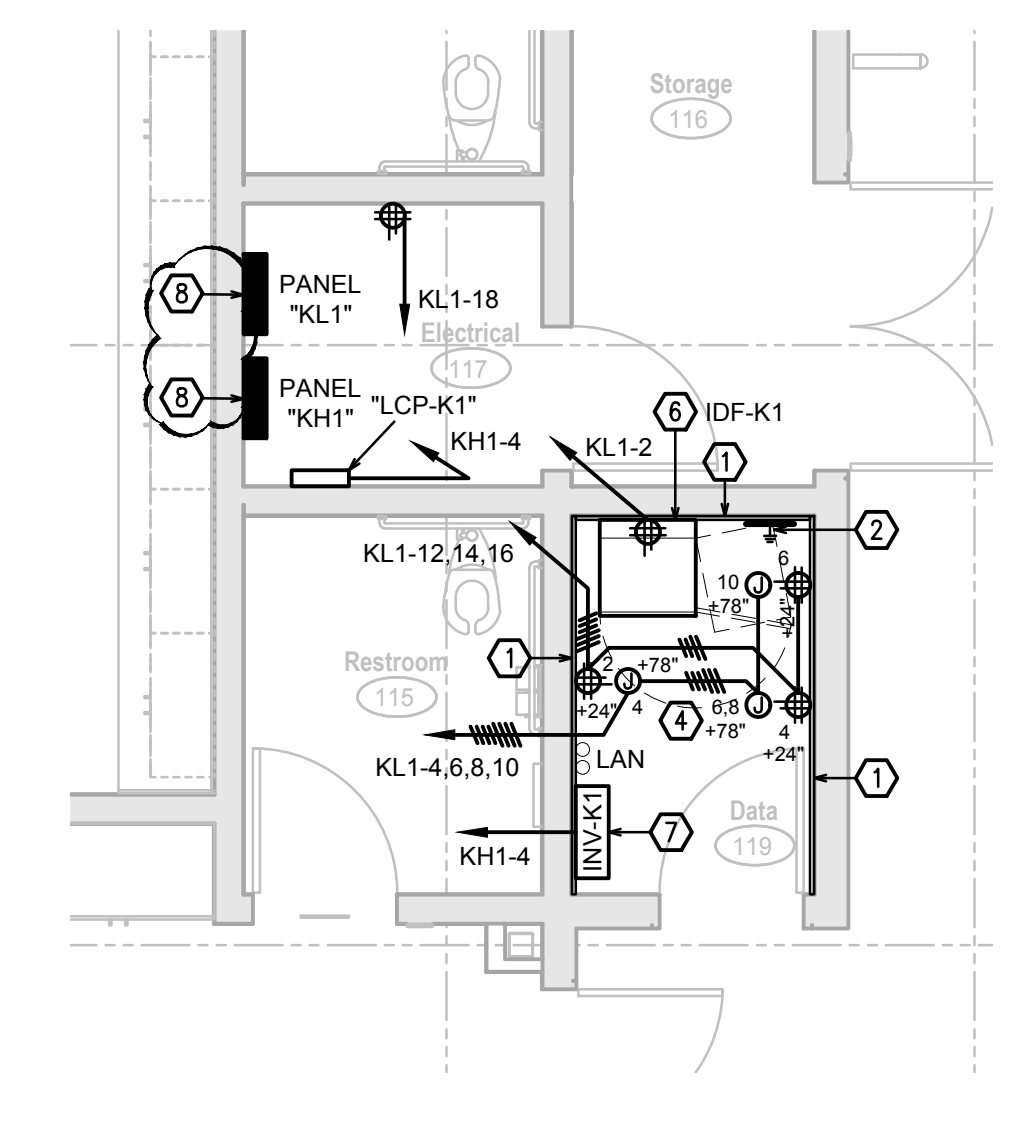 Storage
116
8
PANEL
"KL1"
KL1-18
Electrical
117
8
PANEL
"KH1"
"LCP-K1"
KH1-4
6
IDF-K1
KL1-2
1
2
KL1-12,14,16
6
10
+78"
+24"
1
Restroom
115
2
+78"
+24"
4
6,8
+78"
4
4
+24"
KL1-4,6,8,10
LAN
1
INV-K1
7
Data
119
KH1-4
J
J
J